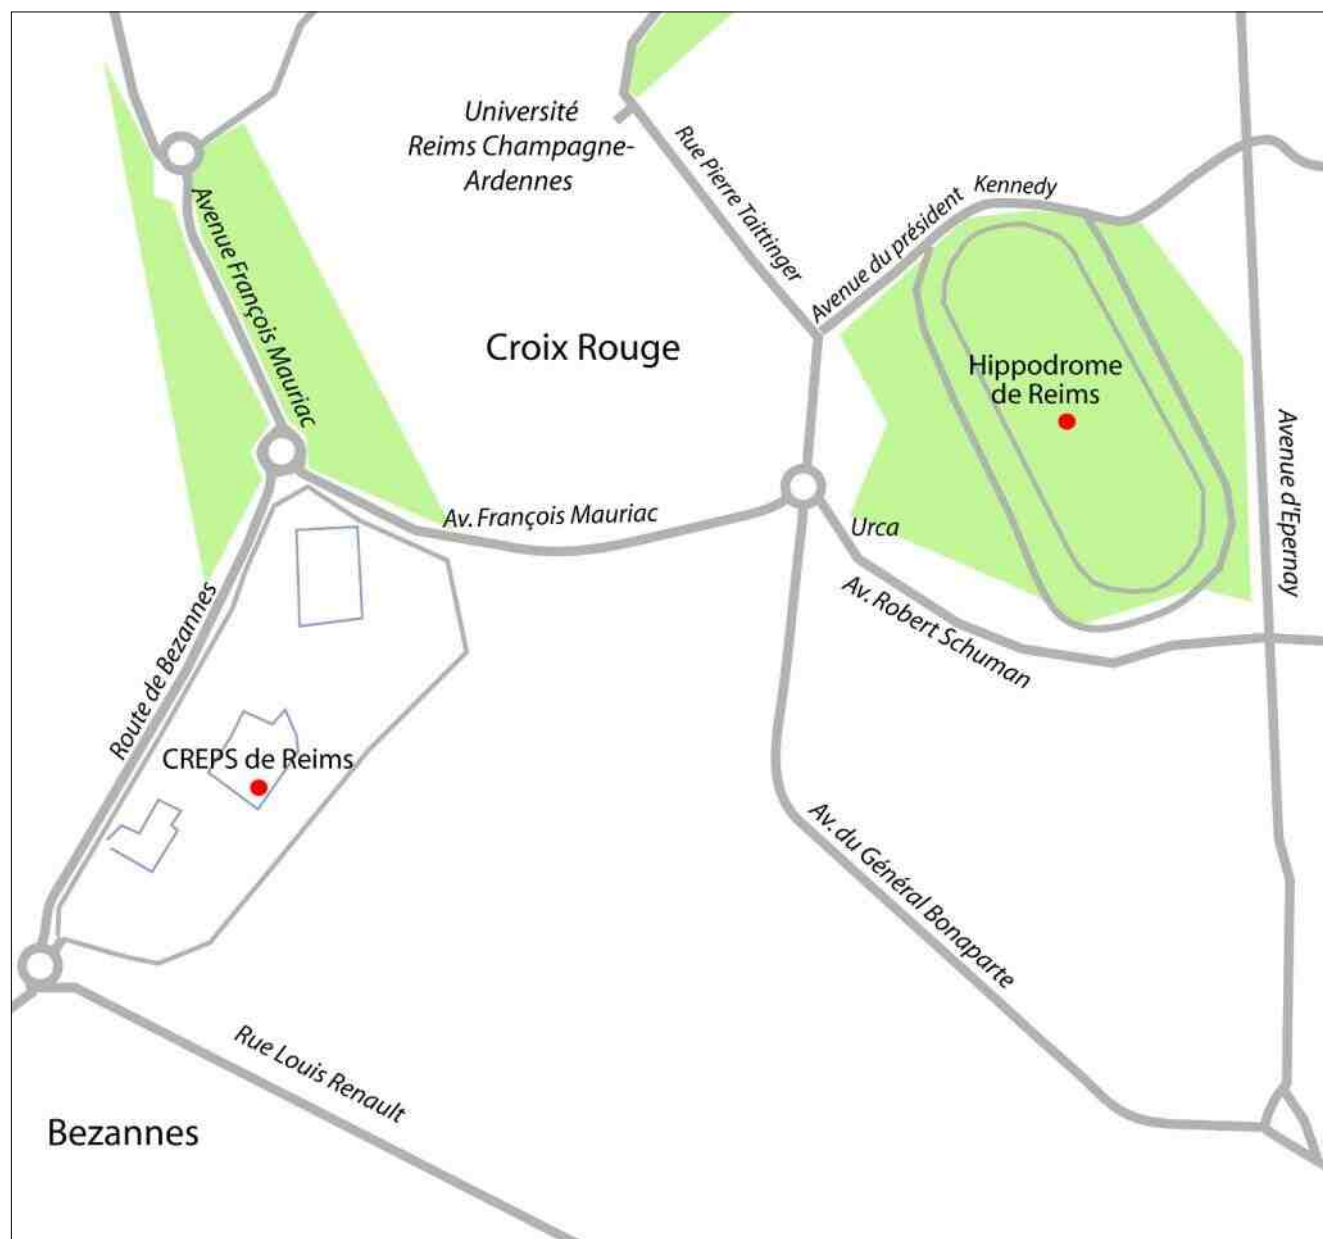 Université
Reims Champagne-
Ardennes
Rue Pierre Taittinger
Kennedy
Avenue du président
Avenue François Mauriac
Croix Rouge
Hippodrome
de Reims
Avenue d'Epernay
Av. François Mauriac
Urca
Av. Robert Schuman
Route de Bezannes
CREPS de Reims
Av. du Général Bonaparte
Rue Louis Renault
Bezannes